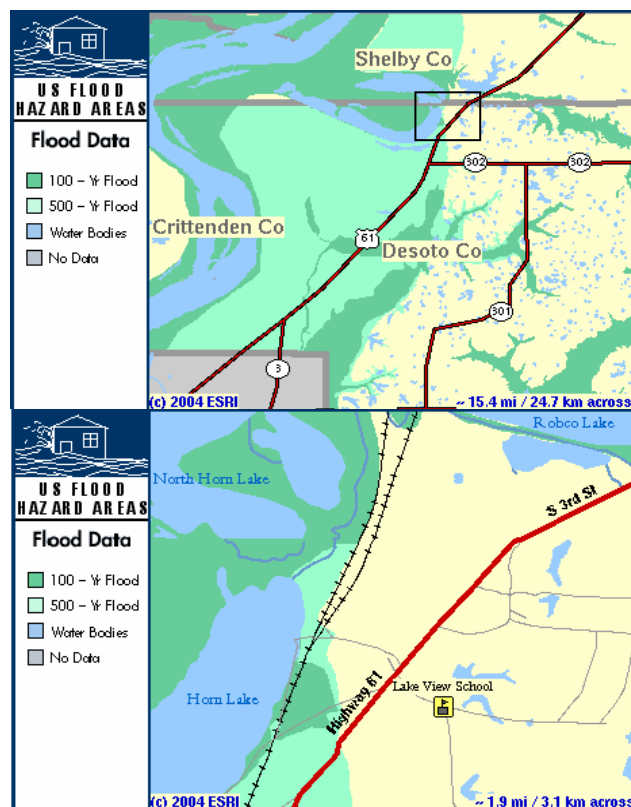 US FLOOD
HAZARD AREAS
Flood Data
100 – Yr Flood
500 – Yr Flood
Water Bodies
No Data
Shelby Co
302
302
Crittenden Co
61
Desoto Co
301
3
(c) 2004 ESRI
~ 15.4 mi / 24.7 km across
US FLOOD
HAZARD AREAS
Flood Data
100 – Yr Flood
500 – Yr Flood
Water Bodies
No Data
Robco Lake
North Horn Lake
S 3rd St
Lake View School
Horn Lake
Highway 61
(c) 2004 ESRI
~ 1.9 mi / 3.1 km across